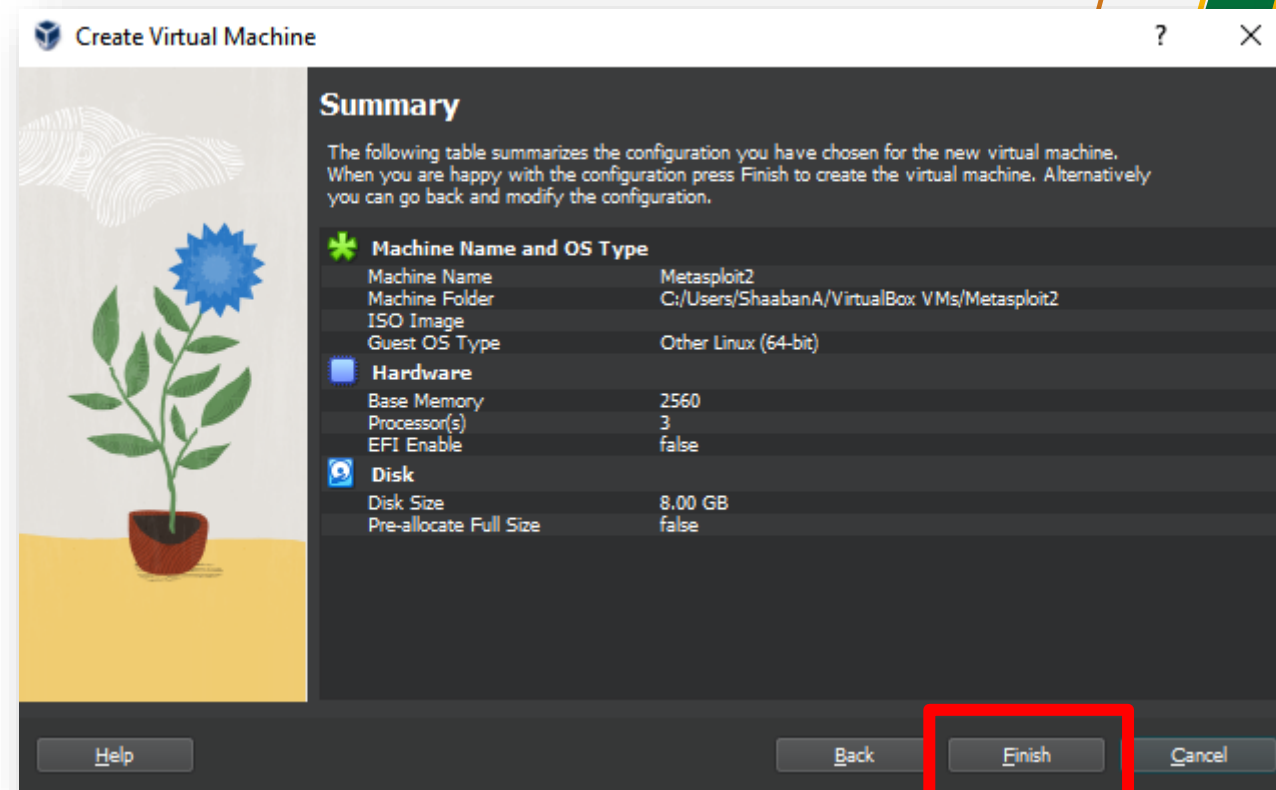 Create Virtual Machine
?
Summary
The following table summarizes the configuration you have chosen for the new virtual machine.
When you are happy with the configuration press Finish to create the virtual machine. Alternatively
you can go back and modify the configuration.
Machine Name and OS Type
Machine Name Metasploit2
Machine Folder C:/Users/ShaabanA/VirtualBox VMs/Metasploit2
ISO Image
Guest OS Type Other Linux (64-bit)
Hardware
Base Memory 2560
Processor(s) 3
EFI Enable false
Disk
Disk Size 8.00 GB
Pre-allocate Full Size false
Help Back Finish Cancel